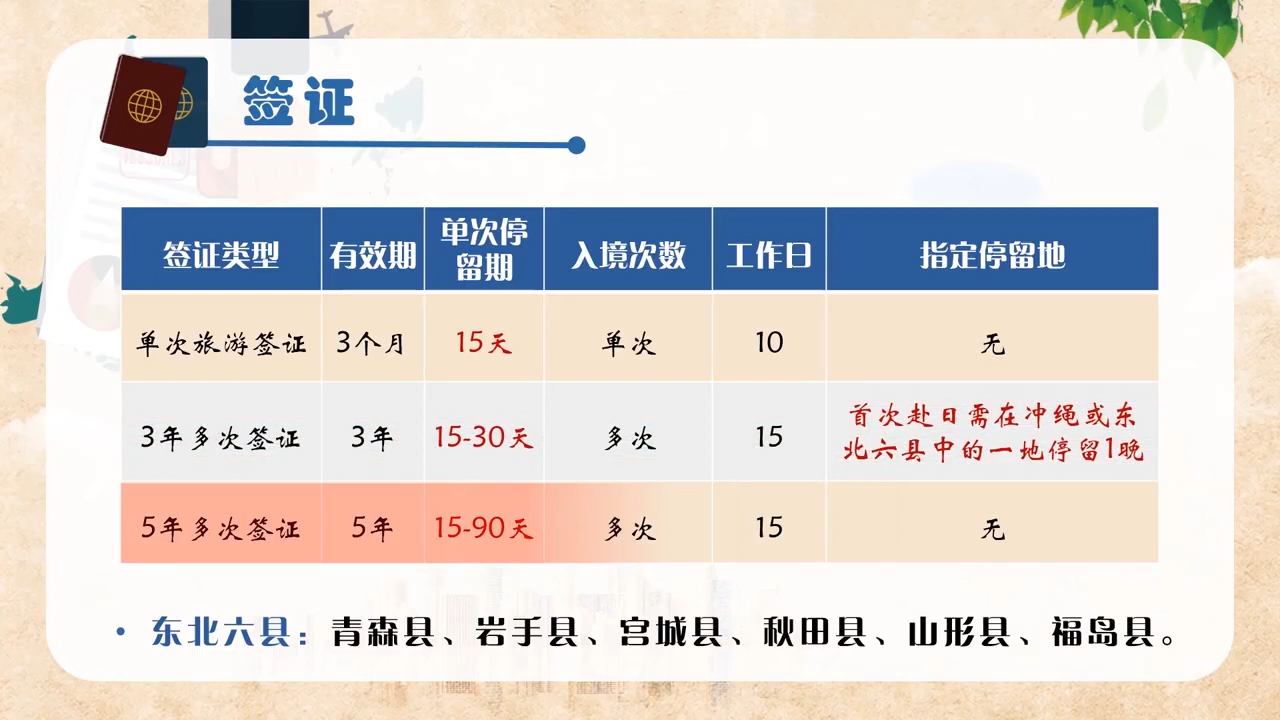 签证
签证类型 有效期 单次停留期 入境次数 工作日 指定停留地
单次旅游签证 3个月 15天 单次 10 无
3年多次签证 3年 15-30天 多次 15 首次赴日需在冲绳或东
北六县中的一地停留1晚
5年多次签证 5年 15-90天 多次 15 无
• 东北六县：青森县、岩手县、宫城县、秋田县、山形县、福岛县。